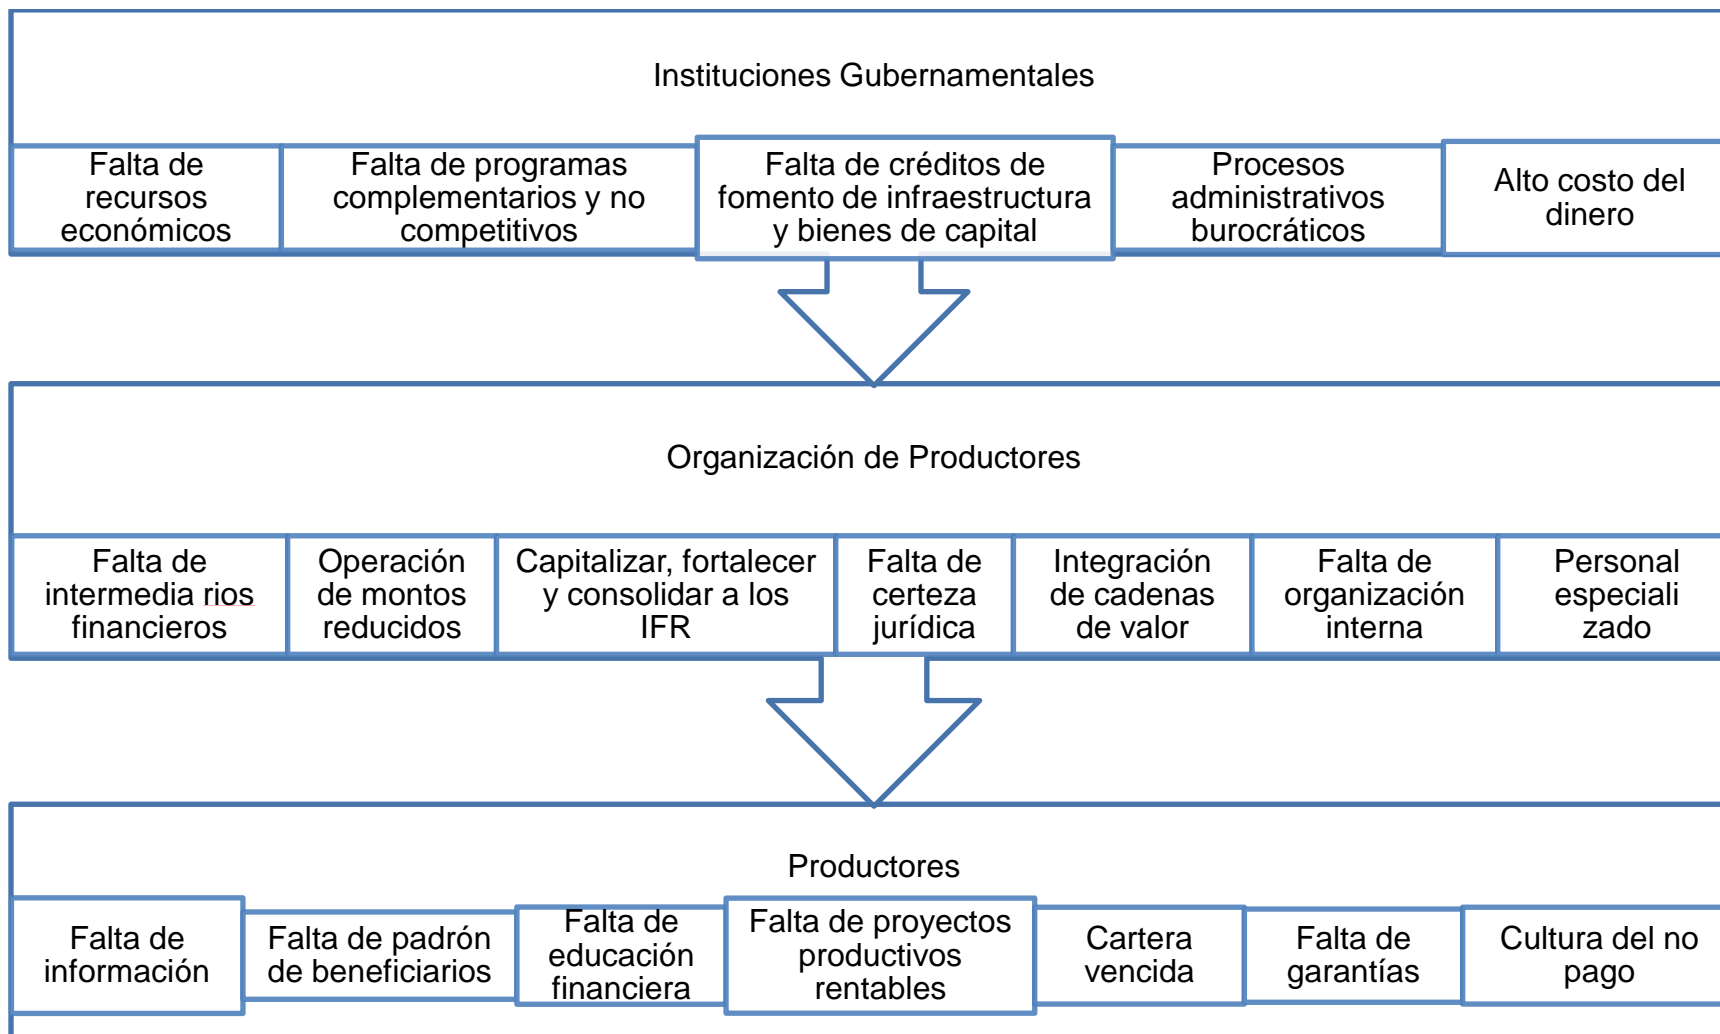 Instituciones Gubernamentales
Falta de
recursos
económicos
Falta de programas
complementarios y no
competitivos
Falta de créditos de
fomento de infraestructura
y bienes de capital
Procesos
administrativos
burocráticos
Alto costo del
dinero
Organización de Productores
Falta de
intermedia rios
financieros
Operación
de montos
reducidos
Capitalizar, fortalecer
y consolidar a los
IFR
Falta de
certeza
jurídica
Integración
de cadenas
de valor
Falta de
organización
interna
Personal
especiali
zado
Productores
Falta de
información
Falta de padrón
de beneficiarios
Falta de
educación
financiera
Falta de proyectos
productivos
rentables
Cartera
vencida
Falta de
garantías
Cultura del no
pago